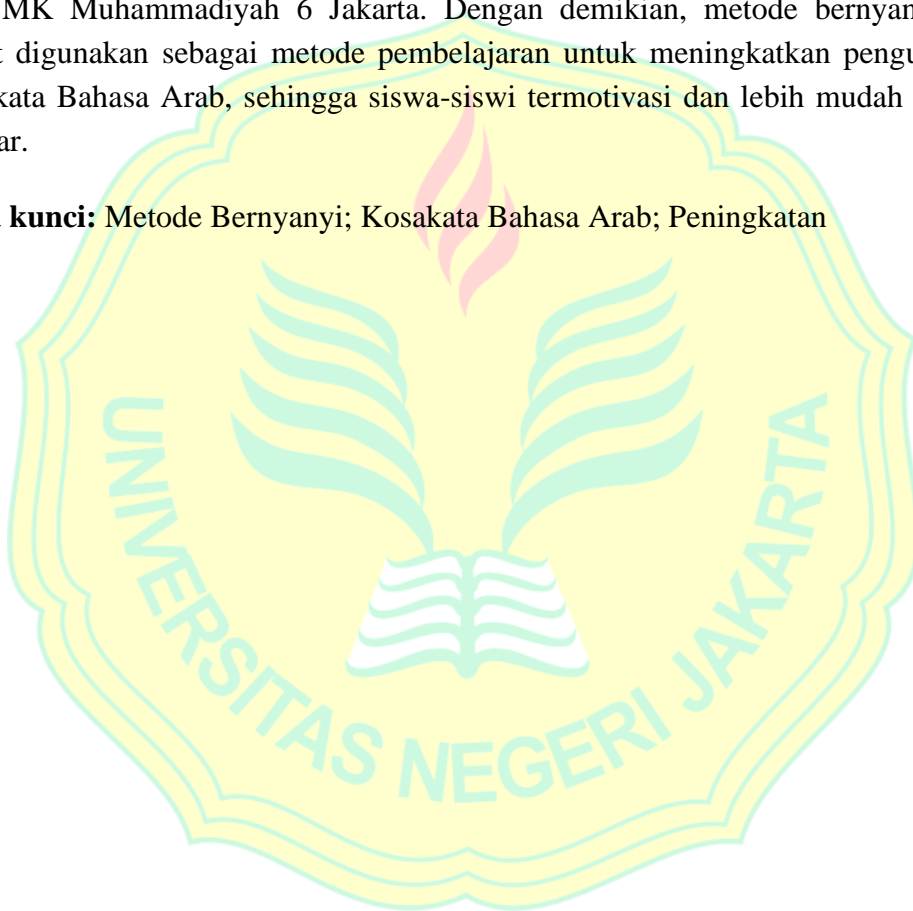 MK Muhammadiyah 6 Jakarta. Dengan demikian, metode bernyan
digunakan sebagai metode pembelajaran untuk meningkatkan pengu
kata Bahasa Arab, sehingga siswa-siswi termotivasi dan lebih mudah
ar.
kunci: Metode Bernyanyi; Kosakata Bahasa Arab; Peningkatan
UNIVERSITAS NEGERI JAKARTA